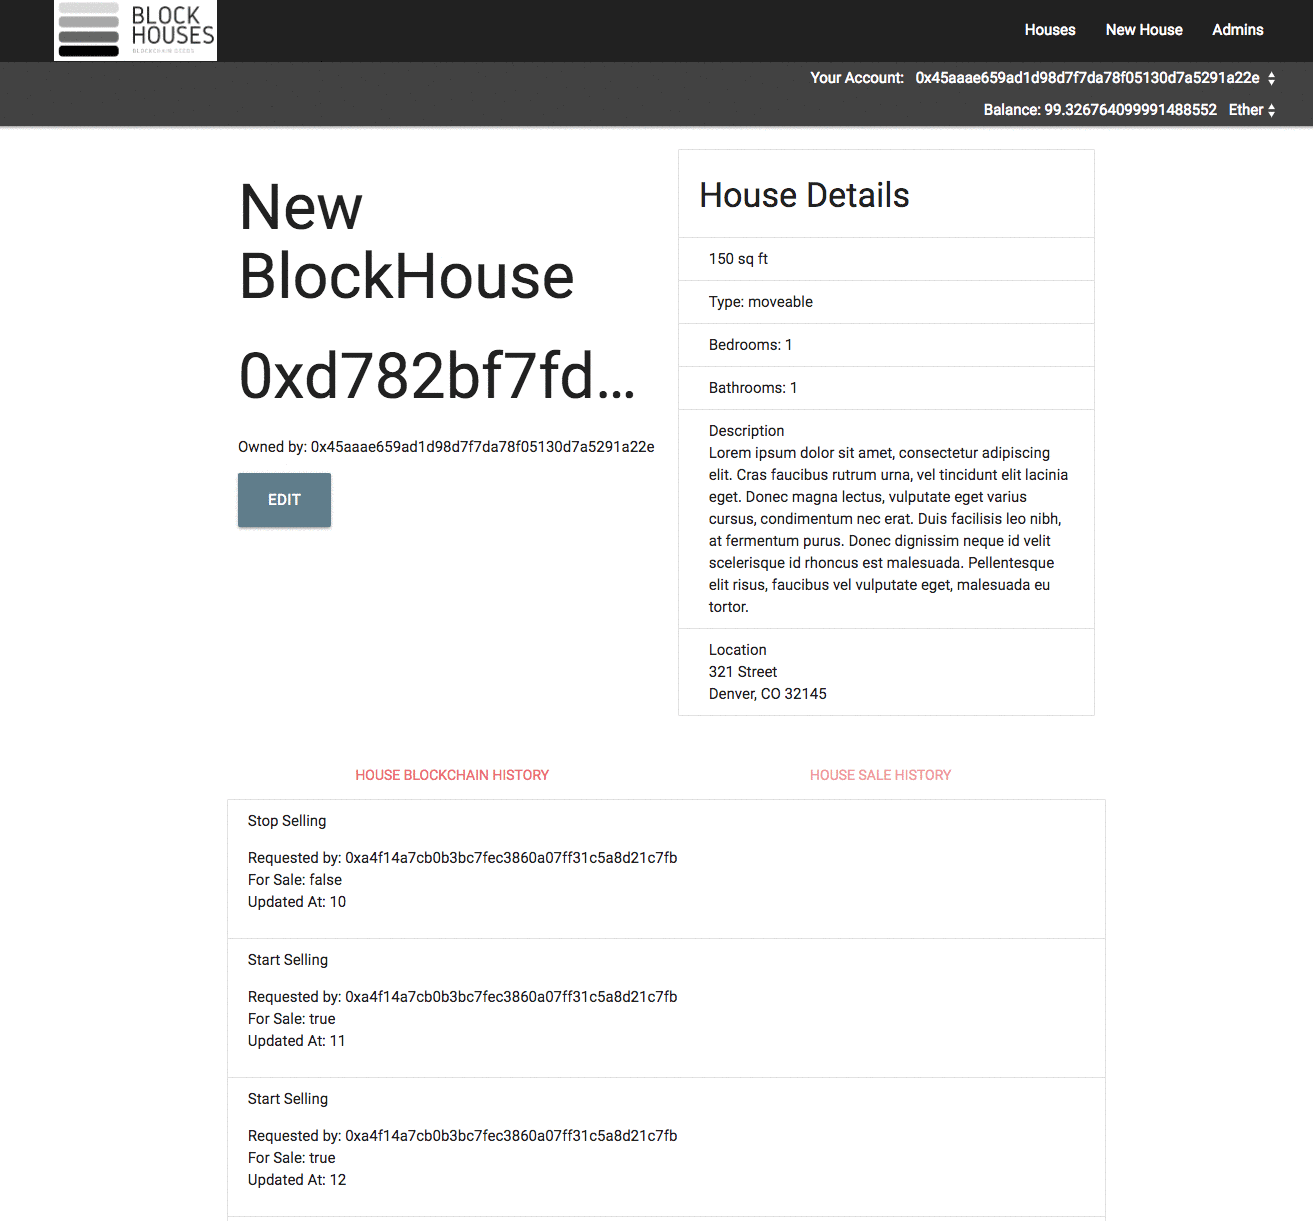 BLOCK
HOUSES
BLOCKCHAIN DEEDS
Houses New House Admins
Your Account: 0x45aaae659ad1d98d7f7da78f05130d7a5291a22e
Balance: 99.326764099991488552 Ether
New
BlockHouse
0xd782bf7fd...
Owned by: 0x45aaae659ad1d98d7f7da78f05130d7a5291a22e
EDIT
House Details
150 sq ft
Type: moveable
Bedrooms: 1
Bathrooms: 1
Description
Lorem ipsum dolor sit amet, consectetur adipiscing
elit. Cras faucibus rutrum urna, vel tincidunt elit lacinia
eget. Donec magna lectus, vulputate eget varius
cursus, condimentum nec erat. Duis facilisis leo nibh,
at fermentum purus. Donec dignissim neque id velit
scelerisque id rhoncus est malesuada. Pellentesque
elit risus, faucibus vel vulputate eget, malesuada eu
tortor.
Location
321 Street
Denver, CO 32145
HOUSE BLOCKCHAIN HISTORY
HOUSE SALE HISTORY
Stop Selling
Requested by: 0xa4f14a7cb0b3bc7fec3860a07ff31c5a8d21c7fb
For Sale: false
Updated At: 10
Start Selling
Requested by: 0xa4f14a7cb0b3bc7fec3860a07ff31c5a8d21c7fb
For Sale: true
Updated At: 11
Start Selling
Requested by: 0xa4f14a7cb0b3bc7fec3860a07ff31c5a8d21c7fb
For Sale: true
Updated At: 12